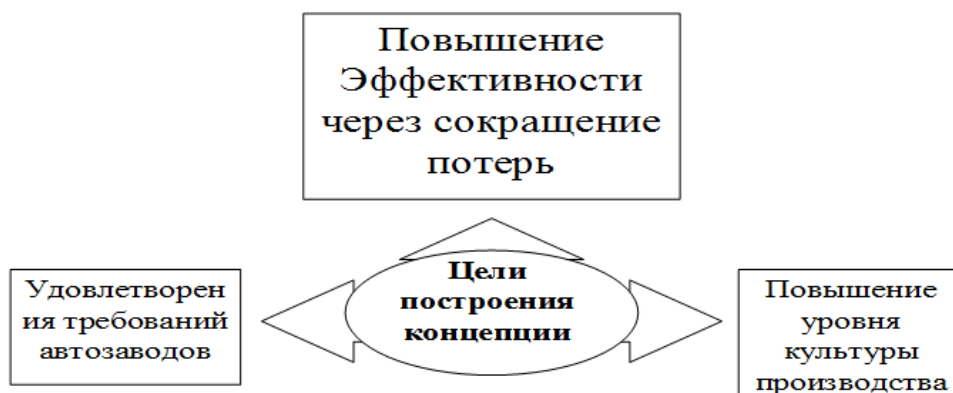 Повышение
Эффективности
через сокращение
потерь
Цели
построения
концепции
Удовлетворен
ия требований
автозаводов
Повышение
уровня
культуры
производства